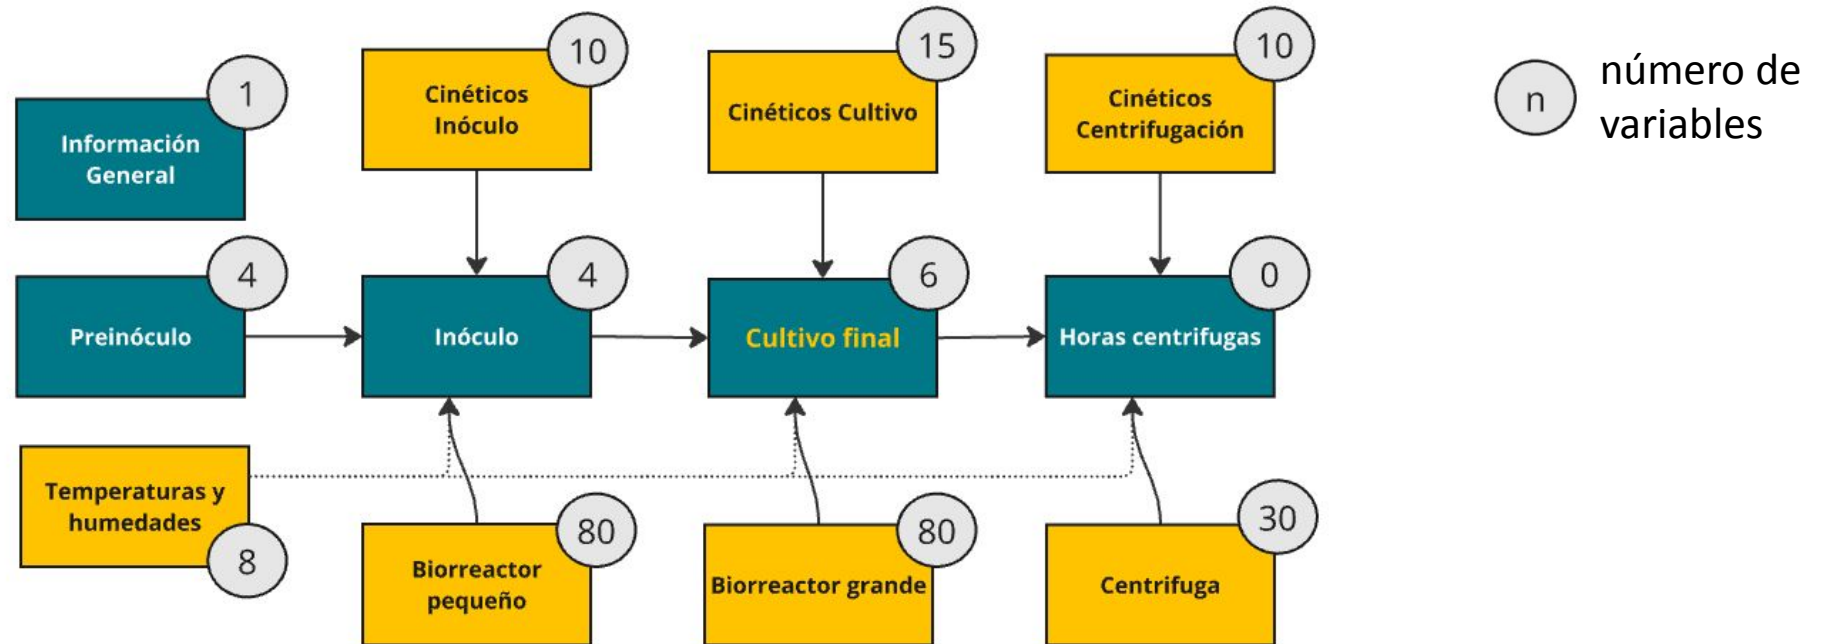 1
Información
General
10
Cinéticos
Inóculo
15
Cinéticos Cultivo
10
Cinéticos
Centrifugación
n
número de
variables
4
Preinóculo
4
Inóculo
6
Cultivo final
0
Horas centrifugas
Temperaturas y
humedades
8
80
Biorreactor
pequeño
80
Biorreactor grande
30
Centrifuga